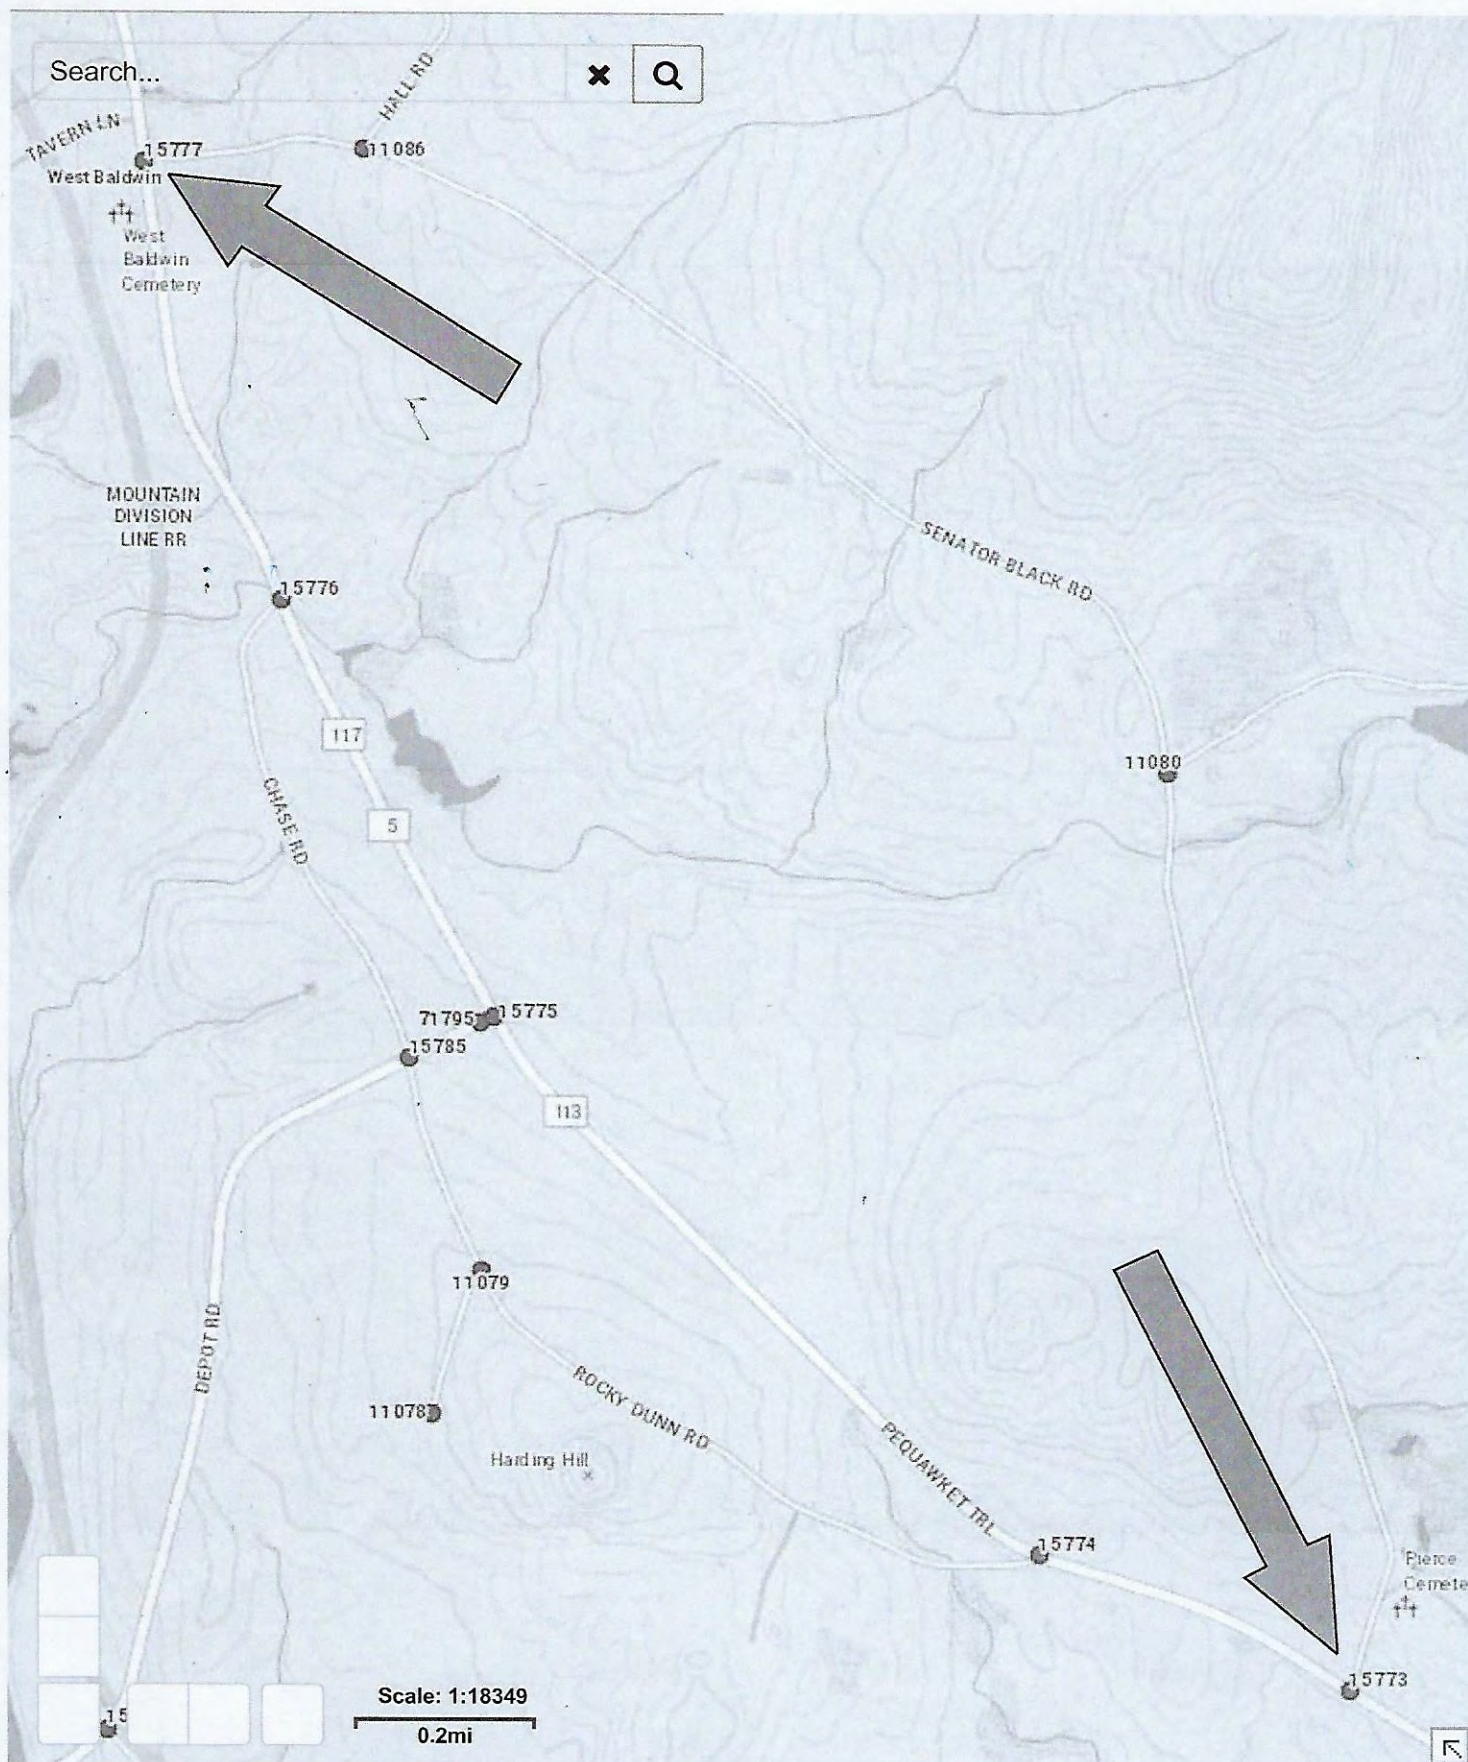 Search...
HALL RD
TAVERN LN
15777
11086
West Baldwin
West
Baldwin
Cemetery
MOUNTAIN
DIVISION
LINE RR
SENATOR BLACK RD
15776
117
11080
CHASE RD
5
71795
15775
15785
113
11079
DEPOT RD
ROCKY DUNN RD
11078
PEQUAWKET TRL
Harding Hill
15774
Pierce
Cemete
15773
Scale: 1:18349
15
0.2mi